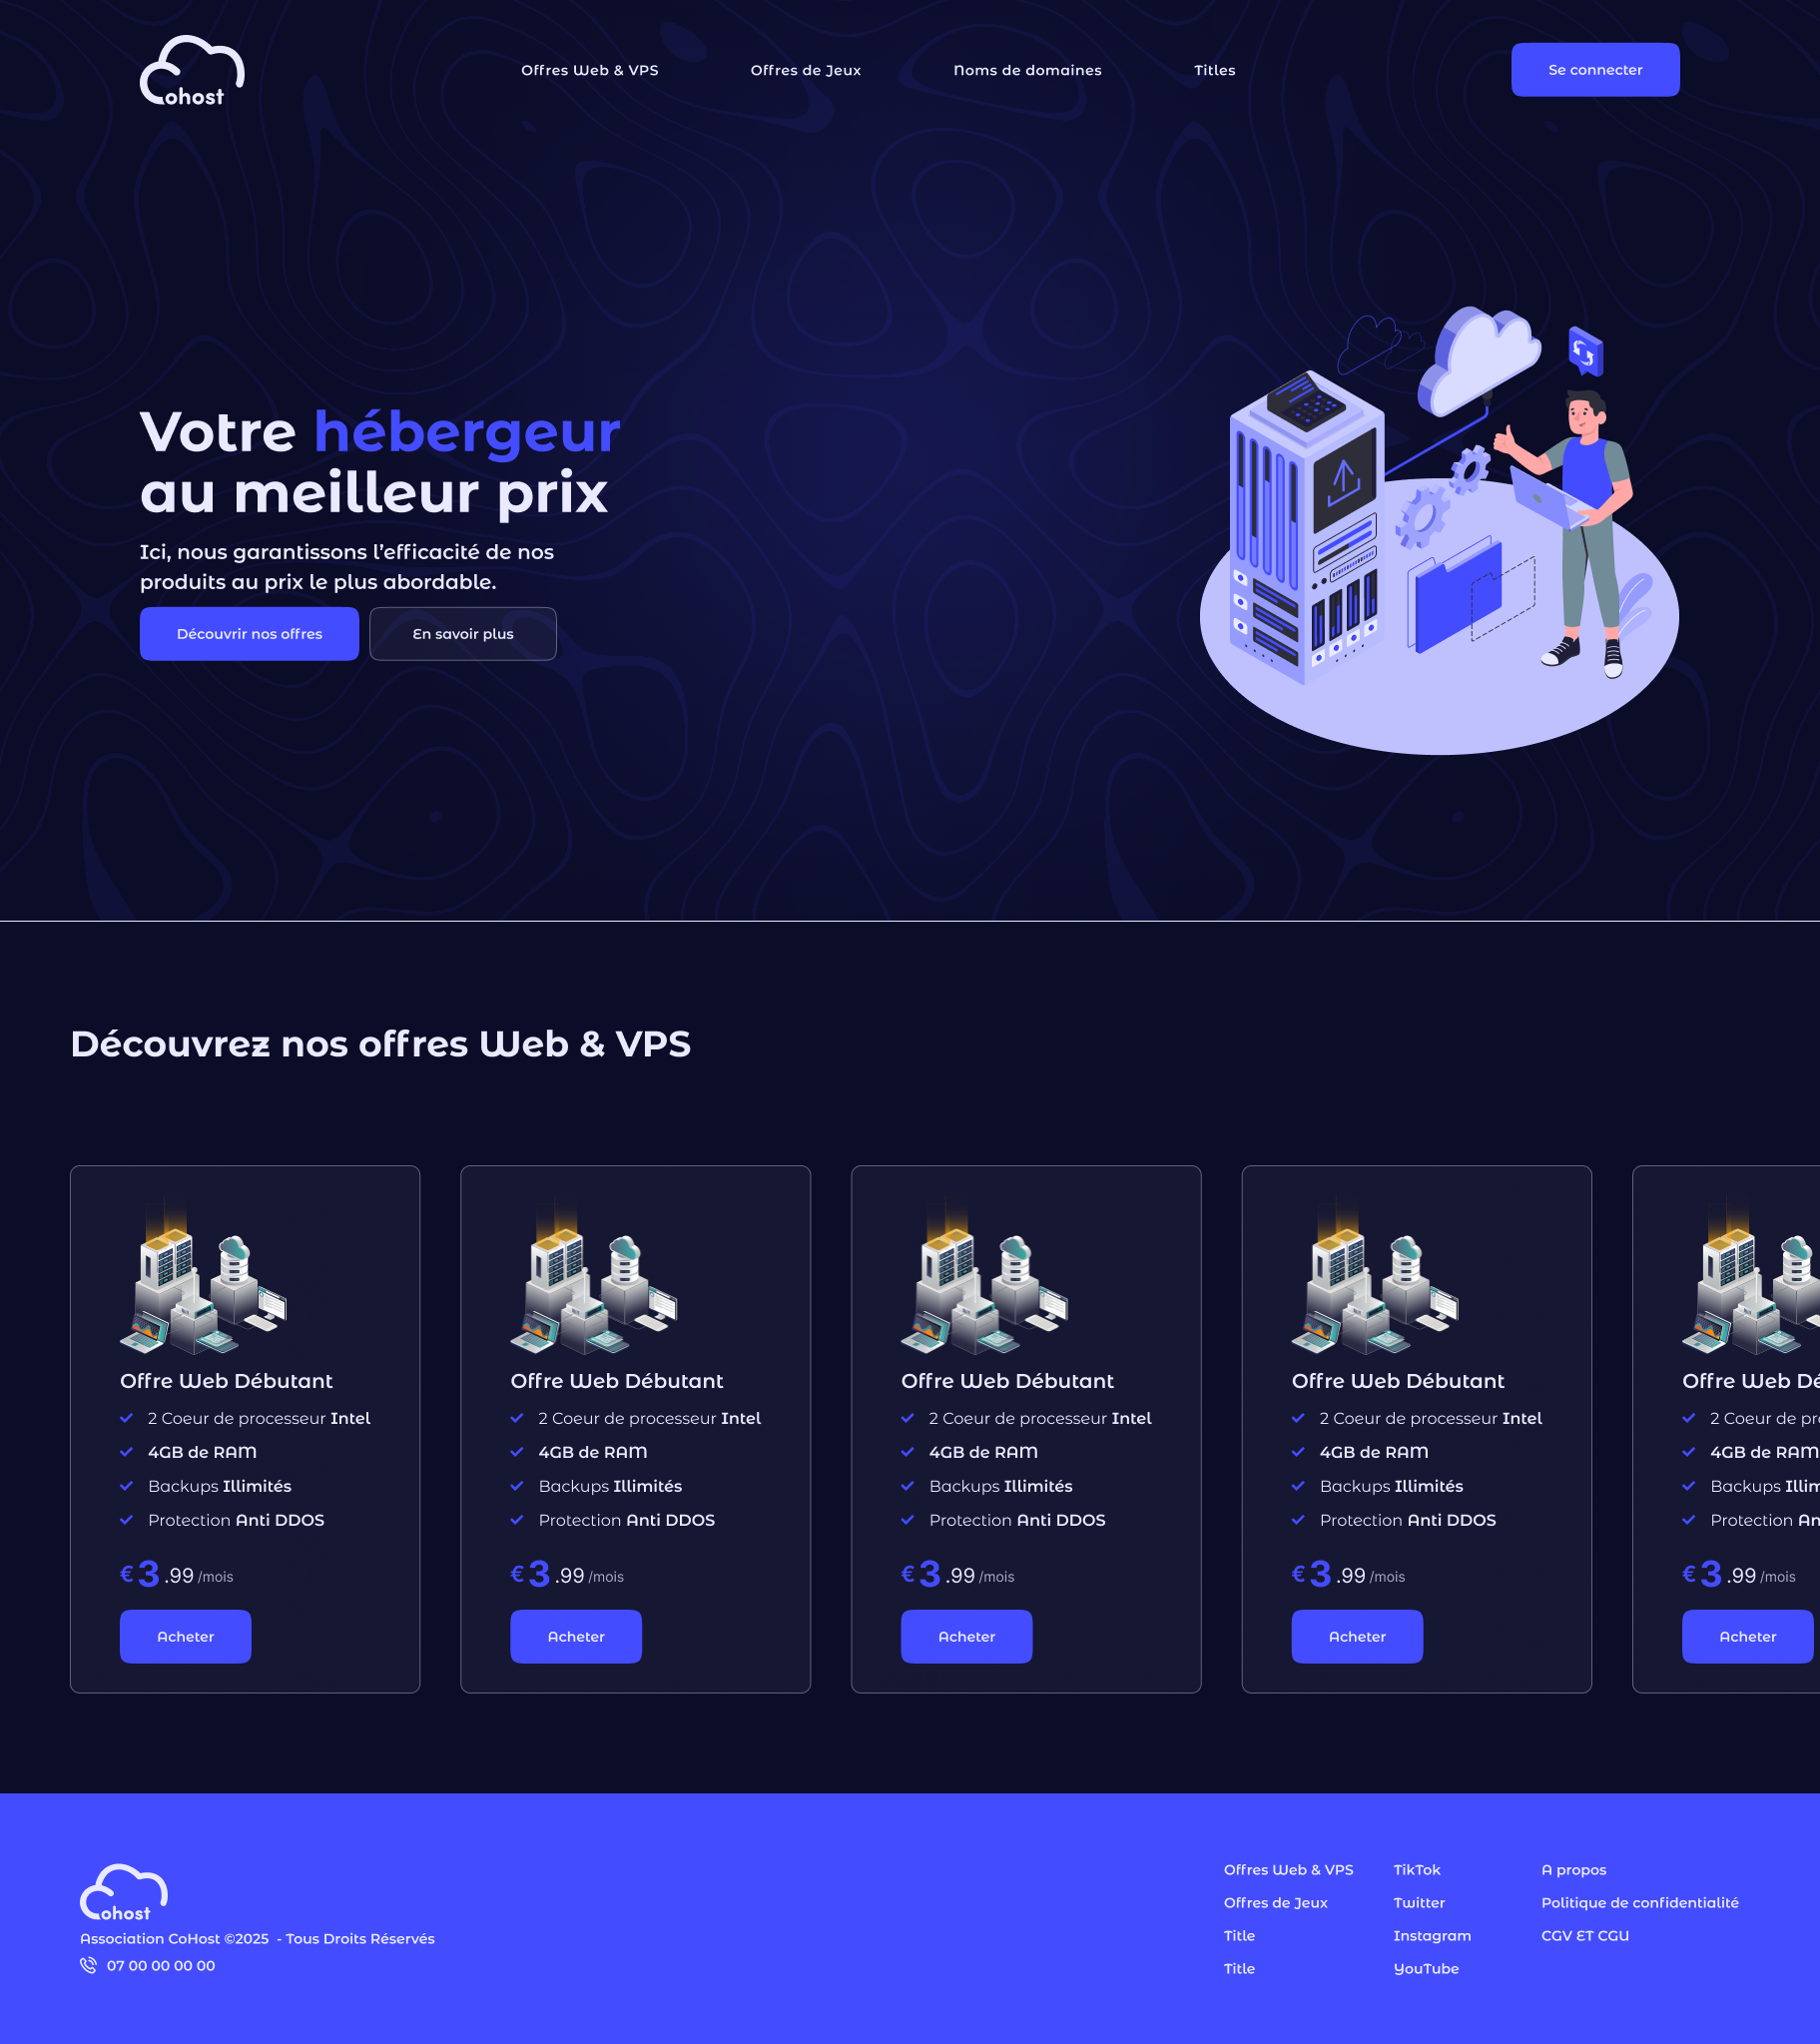 ohost
Offres Web & VPS
Offres de Jeux
Noms de domaines
Titles
Se connecter
Votre hébergeur
au meilleur prix
Ici, nous garantissons l’efficacité de nos
produits au prix le plus abordable.
Découvrir nos offres
En savoir plus
Découvrez nos offres Web & VPS
Offre Web Débutant
2 Coeur de processeur Intel
4GB de RAM
Backups Illimités
Protection Anti DDOS
€ 3 .99 /mois
Acheter
Offre Web Débutant
2 Coeur de processeur Intel
4GB de RAM
Backups Illimités
Protection Anti DDOS
€ 3 .99 /mois
Acheter
Offre Web Débutant
2 Coeur de processeur Intel
4GB de RAM
Backups Illimités
Protection Anti DDOS
€ 3 .99 /mois
Acheter
Offre Web Débutant
2 Coeur de processeur Intel
4GB de RAM
Backups Illimités
Protection Anti DDOS
€ 3 .99 /mois
Acheter
Offre Web
2 Coeur de
4GB de RAM
Backups
Protection
€ 3 .99 /mois
Acheter
ohost
Association CoHost ©2025 - Tous Droits Réservés
07 00 00 00 00
Offres Web & VPS
Offres de Jeux
Title
Title
TikTok
Twitter
Instagram
YouTube
A propos
Politique de confidentialité
CGV ET CGU